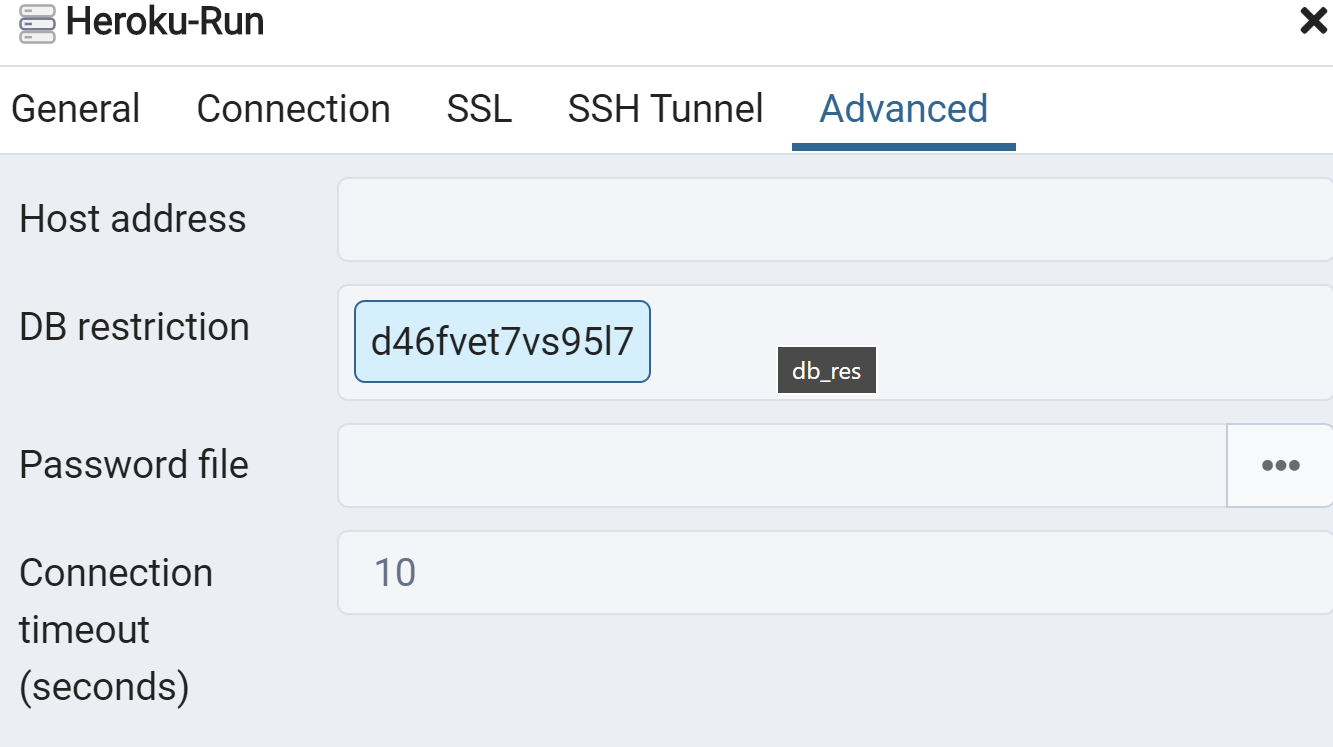 Heroku-Run
General Connection SSL SSH Tunnel Advanced
Host address
DB restriction d46fvet7vs95l7
db_res
Password file
Connection timeout (seconds) 10